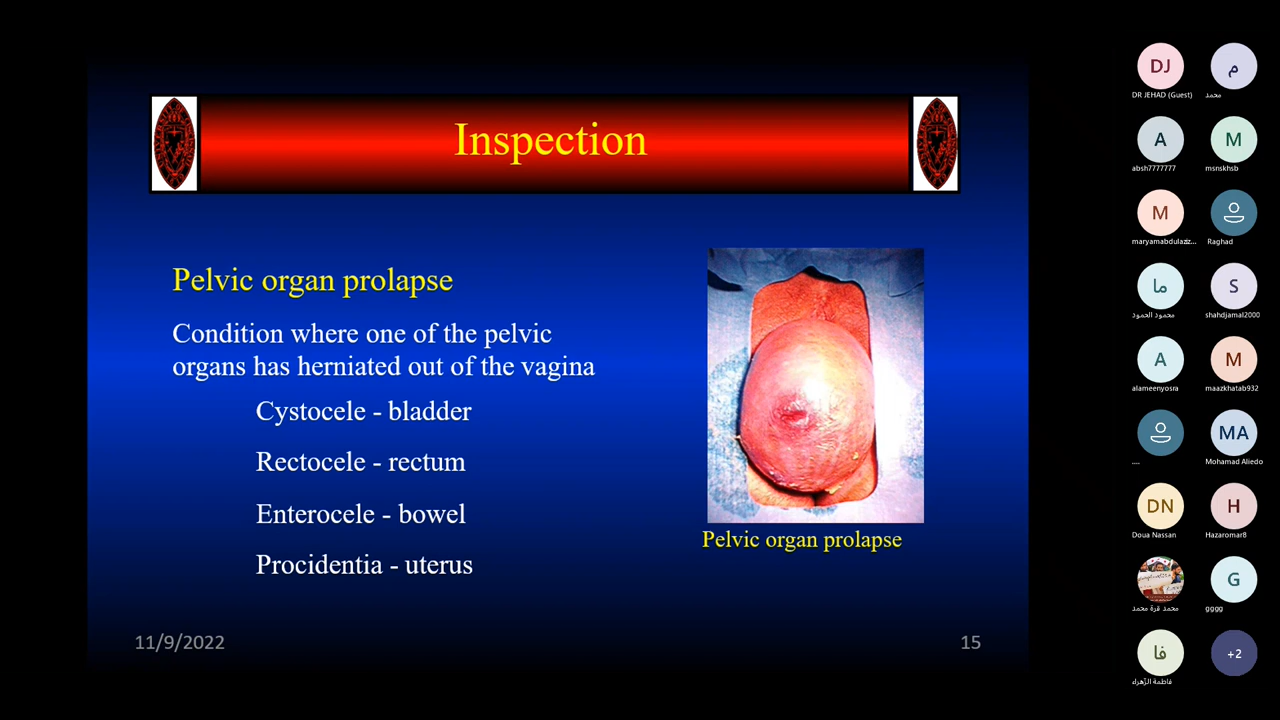 Inspection
Pelvic organ prolapse
Condition where one of the pelvic
organs has herniated out of the vagina
Cystocele - bladder
Rectocele - rectum
Enterocele - bowel
Procidentia - uterus
Pelvic organ prolapse
11/9/2022
15
DJ
DR JEHAD (Guest)
م
محمد
A
absh7777777
M
msnskhsb
M
maryamabdulaziz...
Raghad
ما
محمود الحمود
S
shahdjamal2000
A
alameenyosra
M
maazkhatab932
....
MA
Mohamad Aliedo
DN
Doua Nassan
H
Hazaromar8
محمد قرة محمد
G
gggg
فا
فاطمة الزهراء
+2